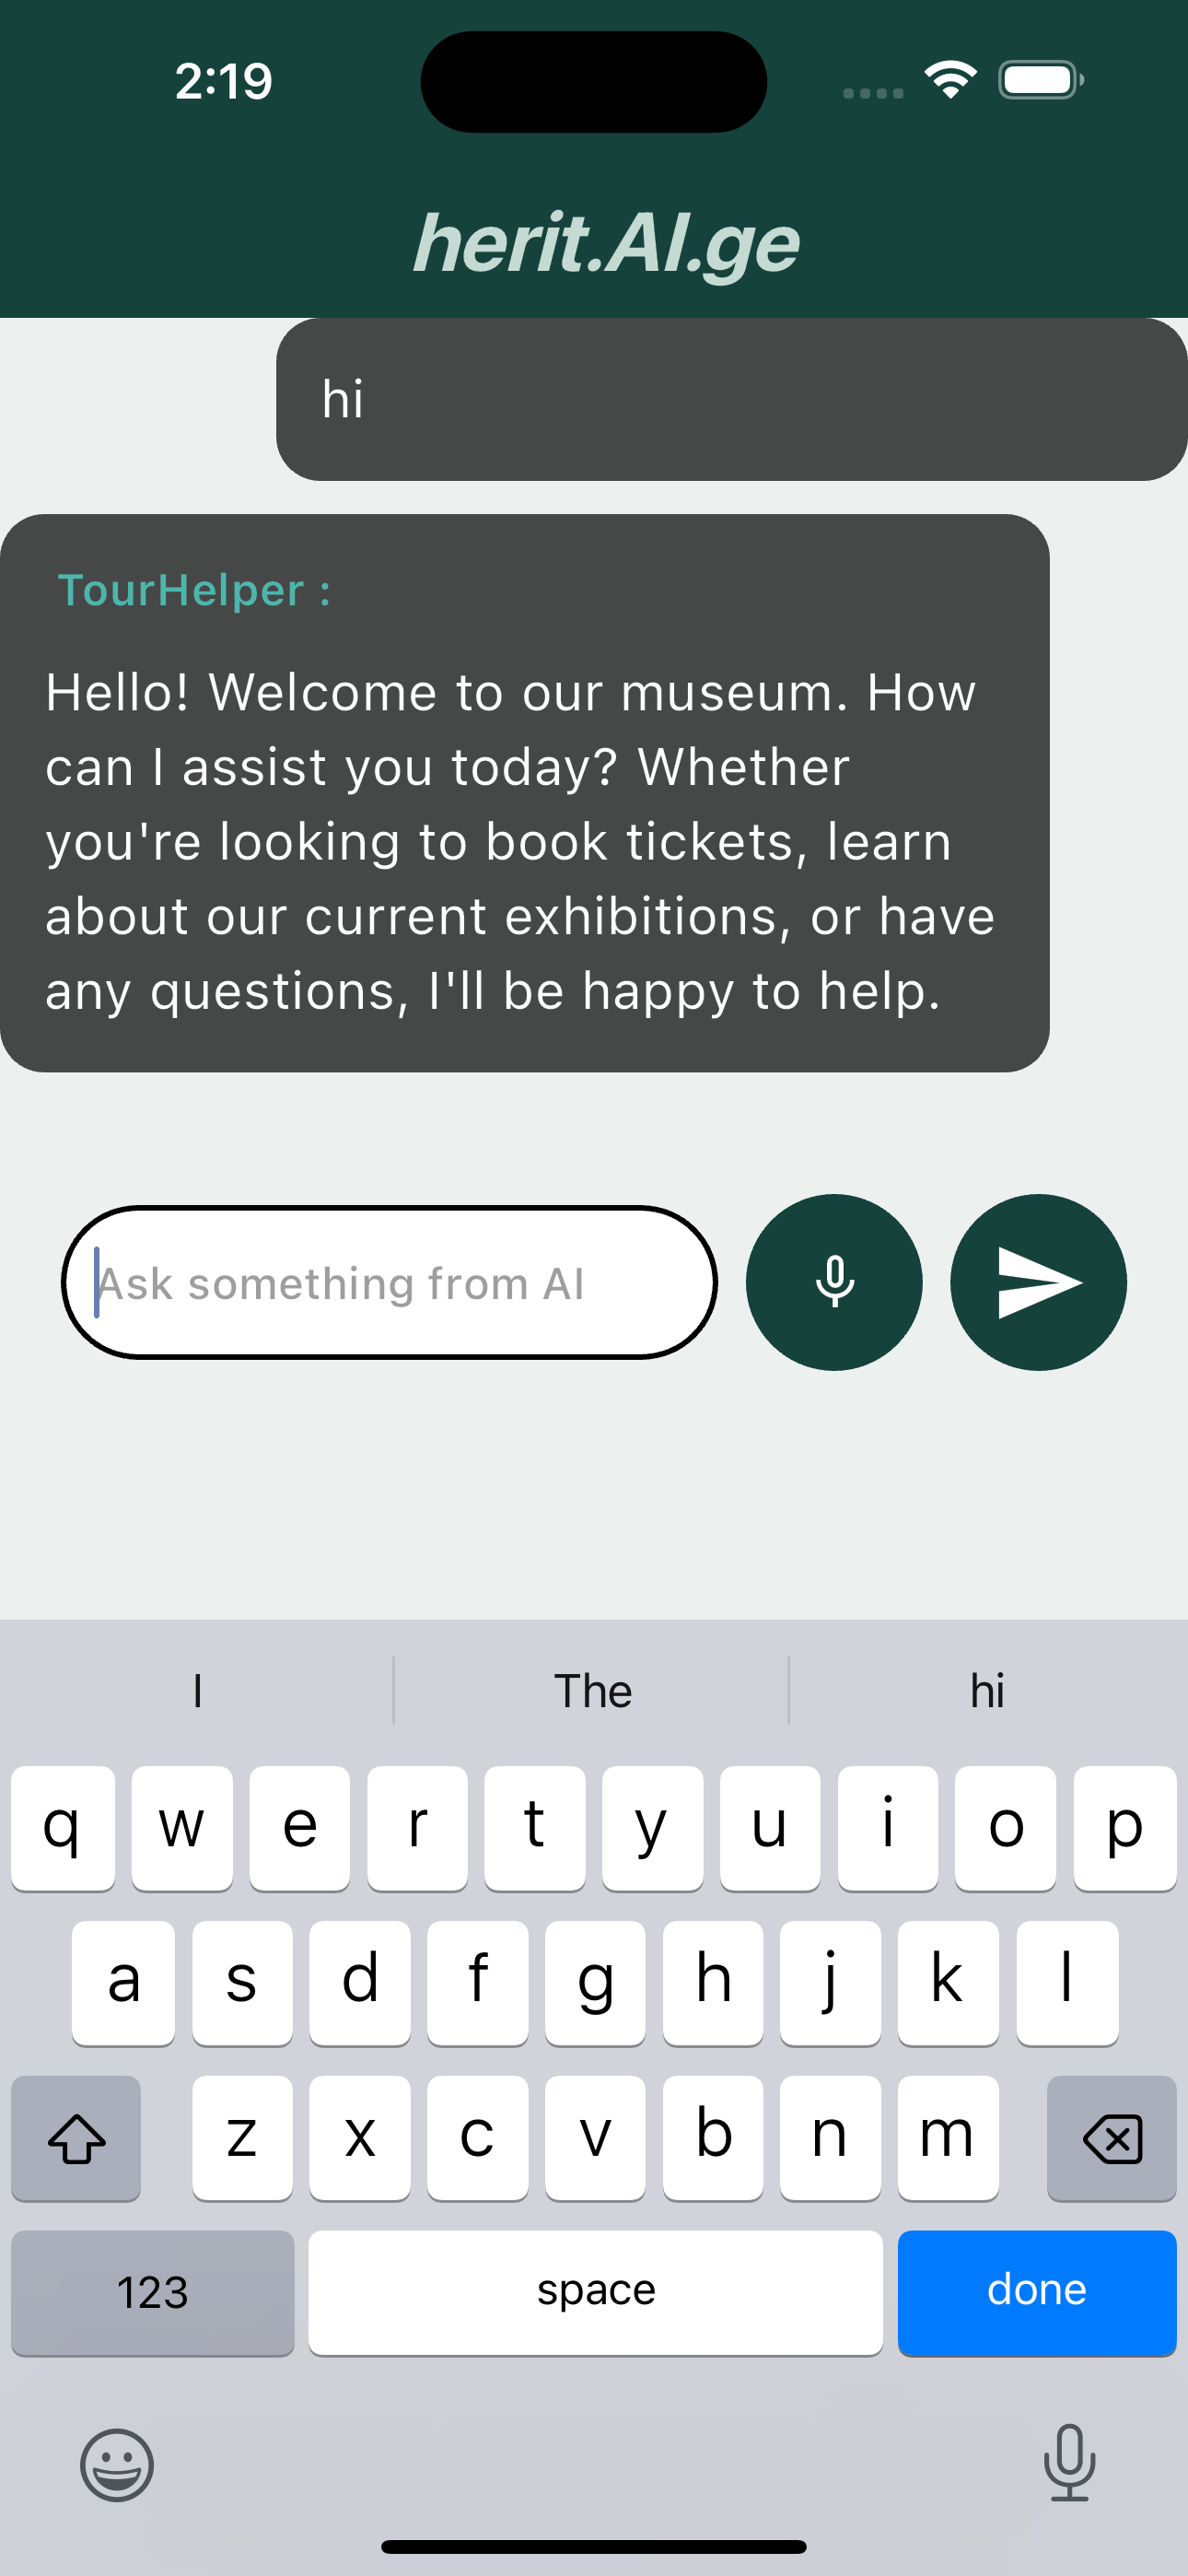 2:19
herit.AI.ge
hi
TourHelper :
Hello! Welcome to our museum. How
can I assist you today? Whether
you're looking to book tickets, learn
about our current exhibitions, or have
any questions, I'll be happy to help.
Ask something from AI
I The hi
q w e r t y u i o p
a s d f g h j k l
z x c v b n m
123 space done